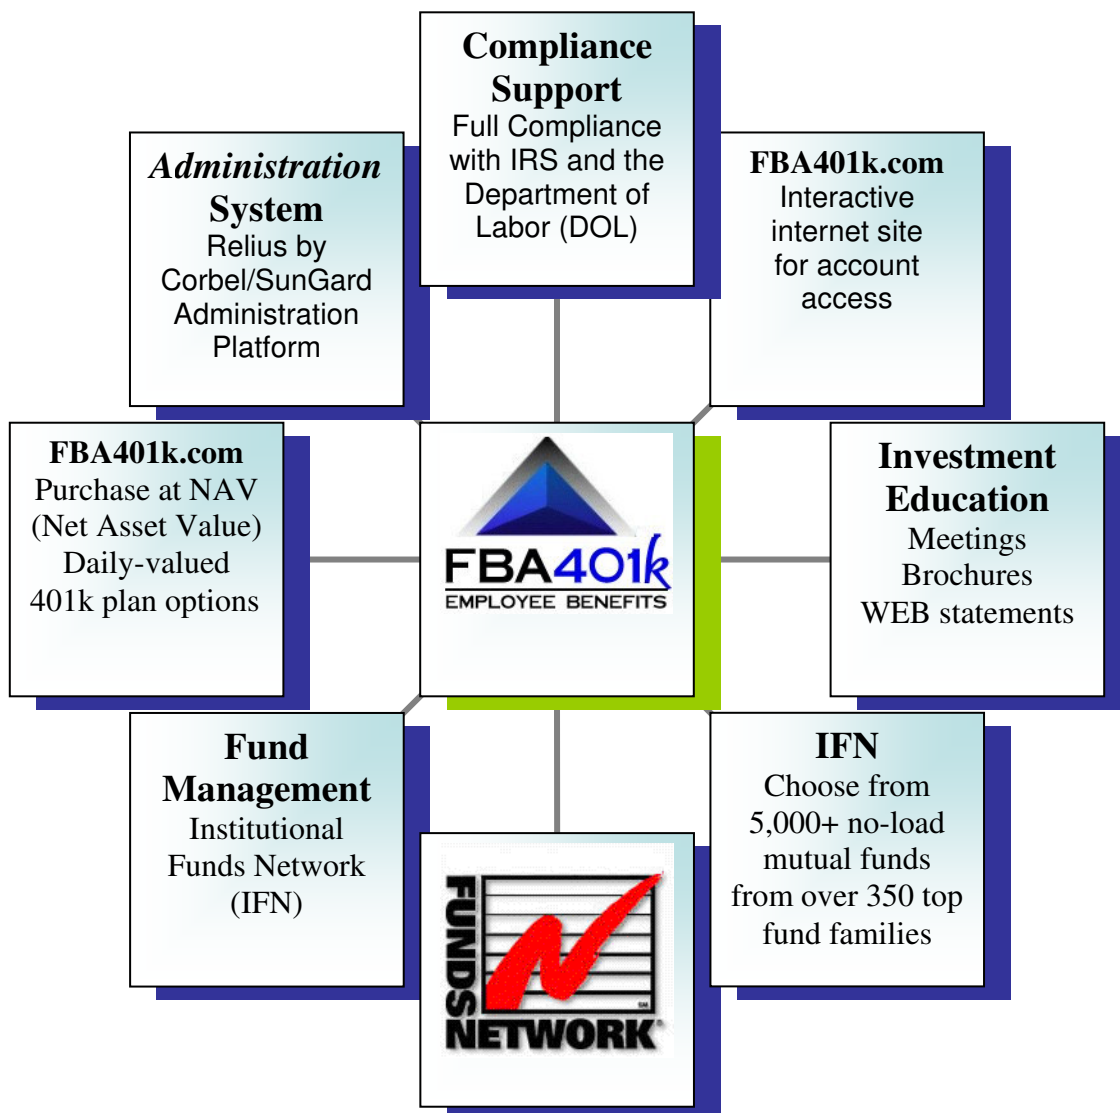 Compliance
Support
Full Compliance
with IRS and the
Department of
Labor (DOL)
Administration
System
Relius by
Corbel/SunGard
Administration
Platform
FBA401k.com
Interactive
internet site
for account
access
FBA401k.com
Purchase at NAV
(Net Asset Value)
Daily-valued
401k plan options
FBA401k
EMPLOYEE BENEFITS
Investment
Education
Meetings
Brochures
WEB statements
Fund
Management
Institutional
Funds Network
(IFN)
FUNDS
NETWORK®
SM
IFN
Choose from
5,000+ no-load
mutual funds
from over 350 top
fund families